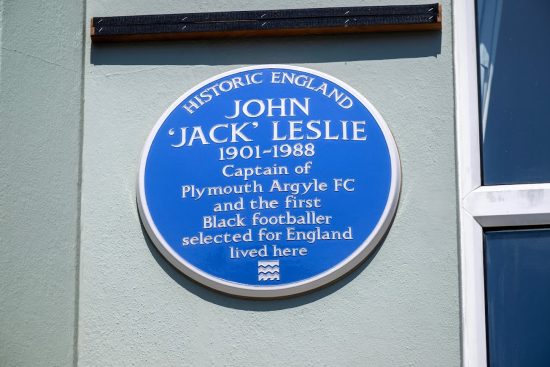 HISTORIC ENGLAND
JOHN
‘JACK’ LESLIE
1901-1988
Captain of
Plymouth Argyle FC
and the first
Black footballer
selected for England
lived here